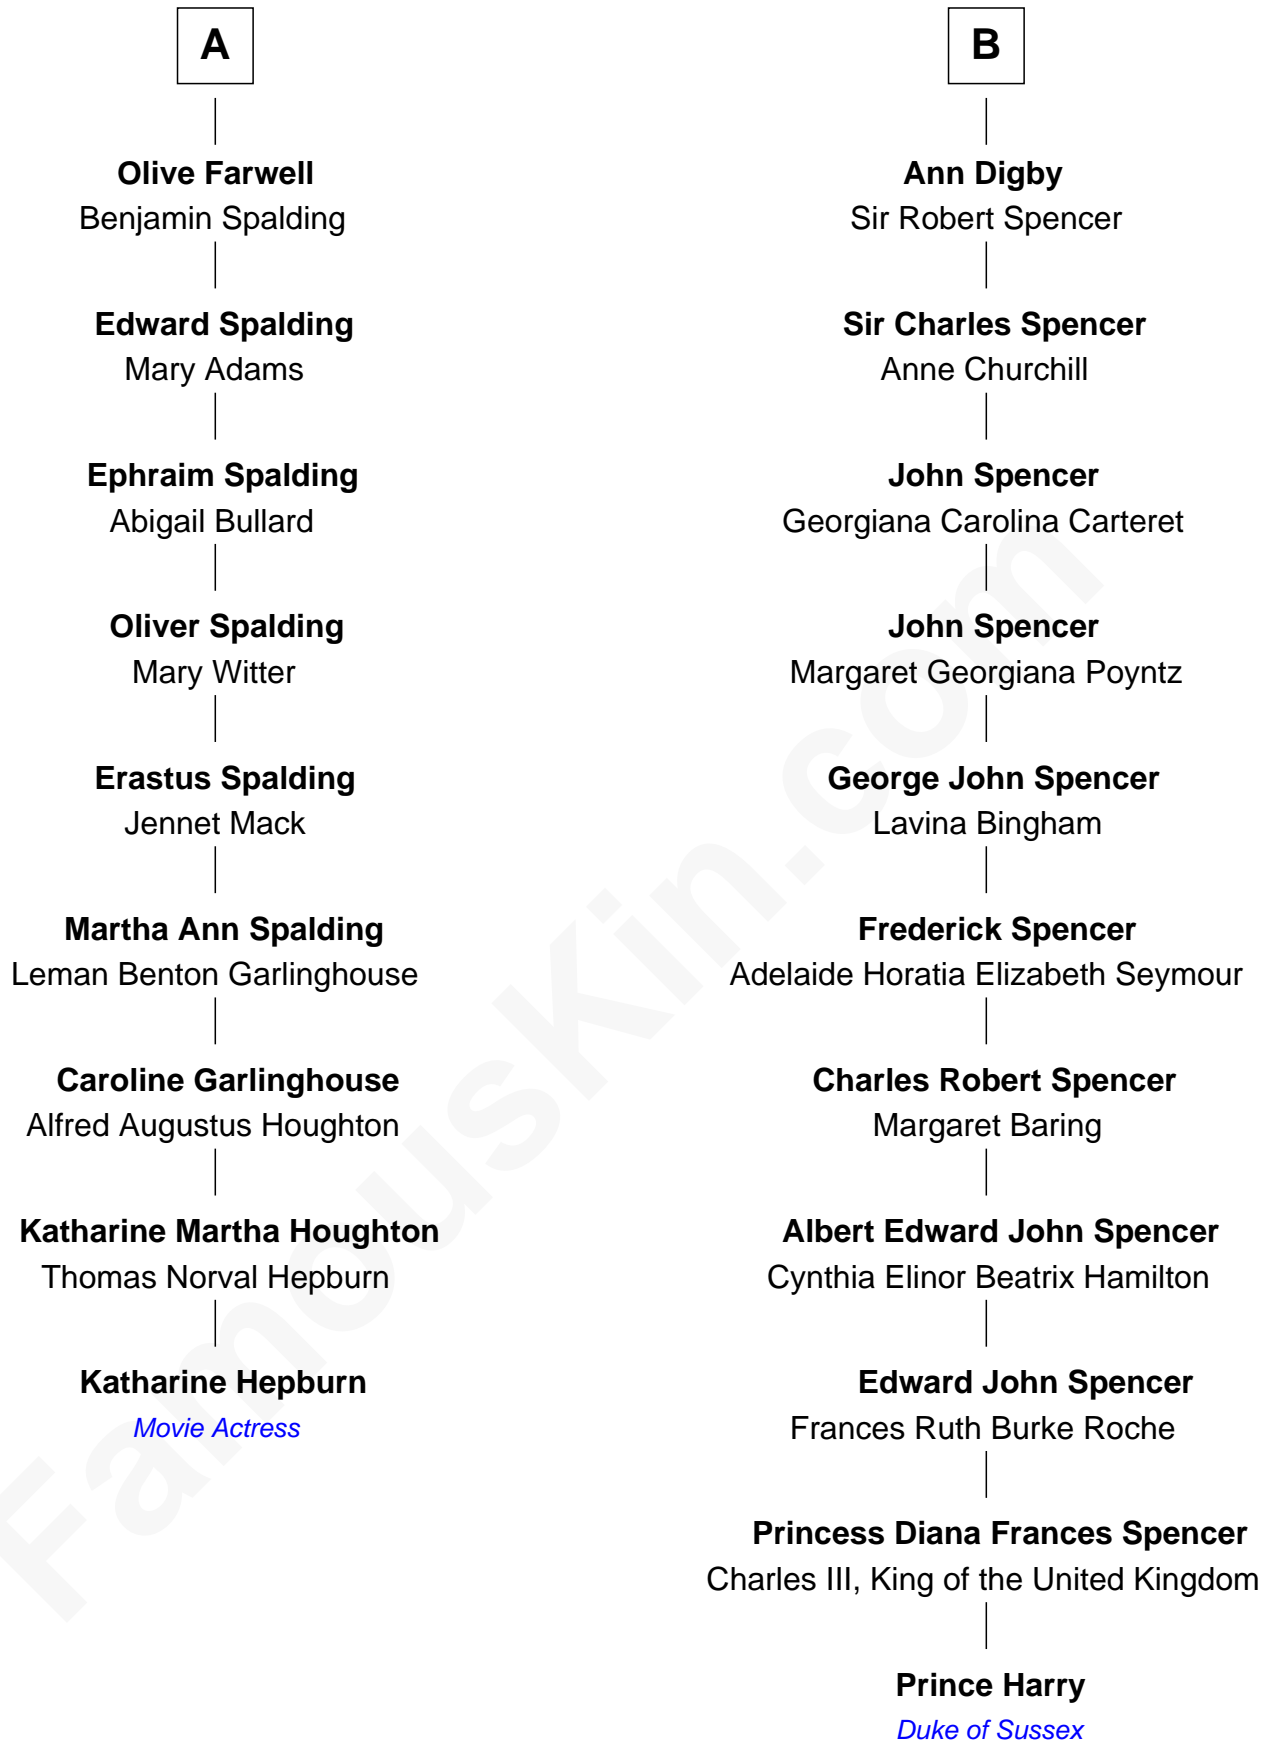 A
Olive Farwell
Benjamin Spalding
Edward Spalding
Mary Adams
Ephraim Spalding
Abigail Bullard
Oliver Spalding
Mary Witter
Erastus Spalding
Jennet Mack
Martha Ann Spalding
Leman Benton Garlinghouse
Caroline Garlinghouse
Alfred Augustus Houghton
Katharine Martha Houghton
Thomas Norval Hepburn
Katharine Hepburn
Movie Actress
B
Ann Digby
Sir Robert Spencer
Sir Charles Spencer
Anne Churchill
John Spencer
Georgiana Carolina Carteret
John Spencer
Margaret Georgiana Poyntz
George John Spencer
Lavina Bingham
Frederick Spencer
Adelaide Horatia Elizabeth Seymour
Charles Robert Spencer
Margaret Baring
Albert Edward John Spencer
Cynthia Elinor Beatrix Hamilton
Edward John Spencer
Frances Ruth Burke Roche
Princess Diana Frances Spencer
Charles III, King of the United Kingdom
Prince Harry
Duke of Sussex
FamousKin.com